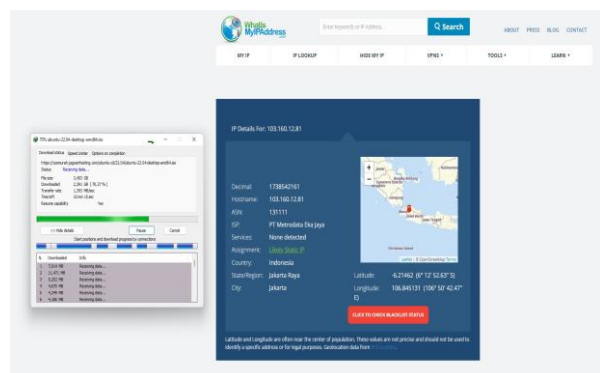 WhatIs
MyIPAddress
Enter Keywords or IP Address...
Search
ABOUT PRESS BLOG CONTACT
MY IP
IP LOOKUP
HIDE MY IP
VPNS
TOOLS
LEARN
IP Details For: 103.160.12.81
Decimal: 1738542161
Hostname: 103.160.12.81
ASN: 131111
ISP: PT Metrodata Eka Jaya
Services: None detected
Assignment: Likely Static IP
Country: Indonesia
State/Region: Jakarta Raya
City: Jakarta
Latitude: -6.21462 (6° 12′ 52.63″ S)
Longitude: 106.845131 (106° 50′ 42.47″
E)
CLICK TO CHECK BLACKLIST STATUS
Latitude and Longitude are often near the center of population. These values are not precise and should not be used to
identify a specific address or for legal purposes. Geolocation data from
Download status Speed Limiter Options on completion
Status Receiving data...
File size
Downloaded
Transfer rate
Time left
Resume capability Yes
<< Hide details
Pause
Cancel
Start positions and download progress by connections
N. Downloaded Info
1 Receiving data...
2 Receiving data...
3 Receiving data...
4 Receiving data...
5 Receiving data...
6 Receiving data...